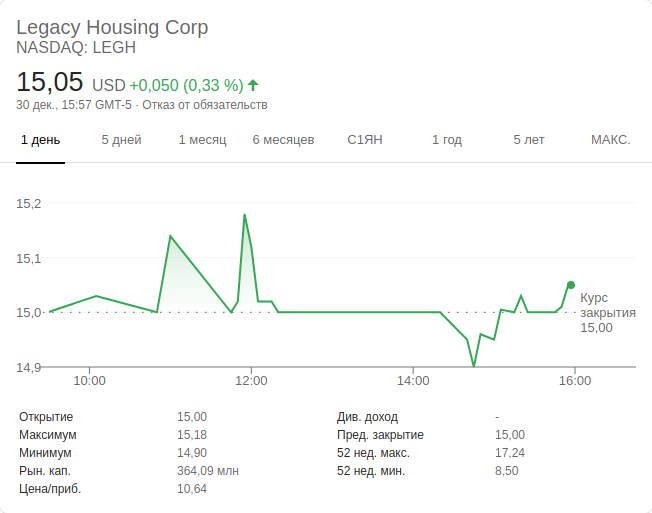 Legacy Housing Corp
NASDAQ: LEGH
15,05 USD +0,050 (0,33 %)
30 дек., 15:57 GMT-5 · Отказ от обязательств
1 день 5 дней 1 месяц 6 месяцев С1ЯН 1 год 5 лет МАКС.
15,2
15,1
15,0
14,9
Курс
закрытия
15,00
10:00 12:00 14:00 16:00
Открытие 15,00 Див. доход -
Максимум 15,18 Пред. закрытие 15,00
Минимум 14,90 52 нед. макс. 17,24
Рын. кап. 364,09 млн 52 нед. мин. 8,50
Цена/приб. 10,64